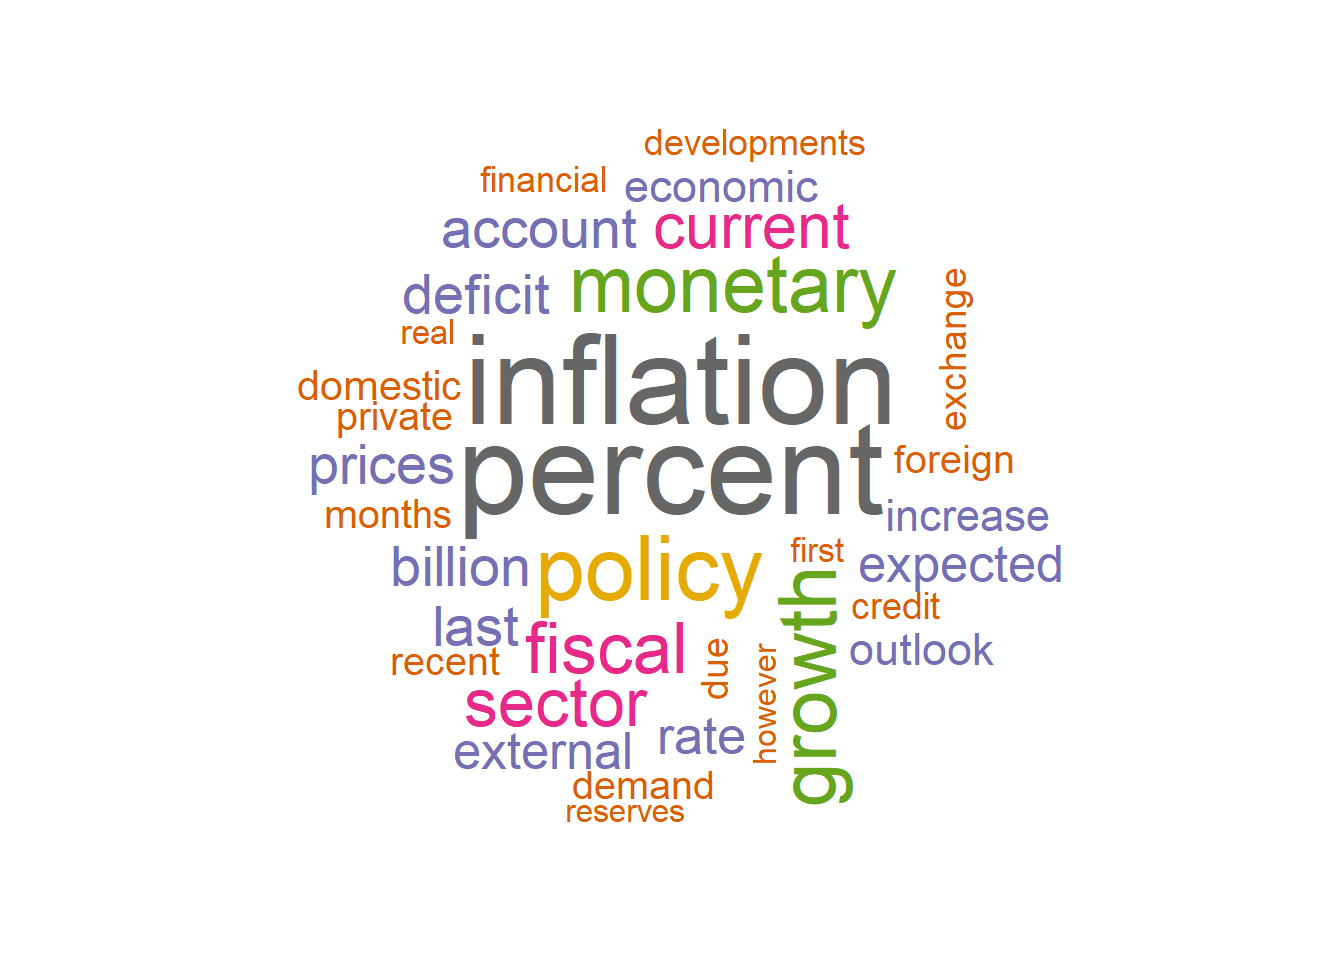 developments
financial
economic
account
current
monetary
deficit
exchange
real
inflation
domestic
private
percent
prices
foreign
months
increase
policy
first
billion
expected
growth
credit
last
fiscal
outlook
recent
due
however
sector
rate
external
demand
reserves